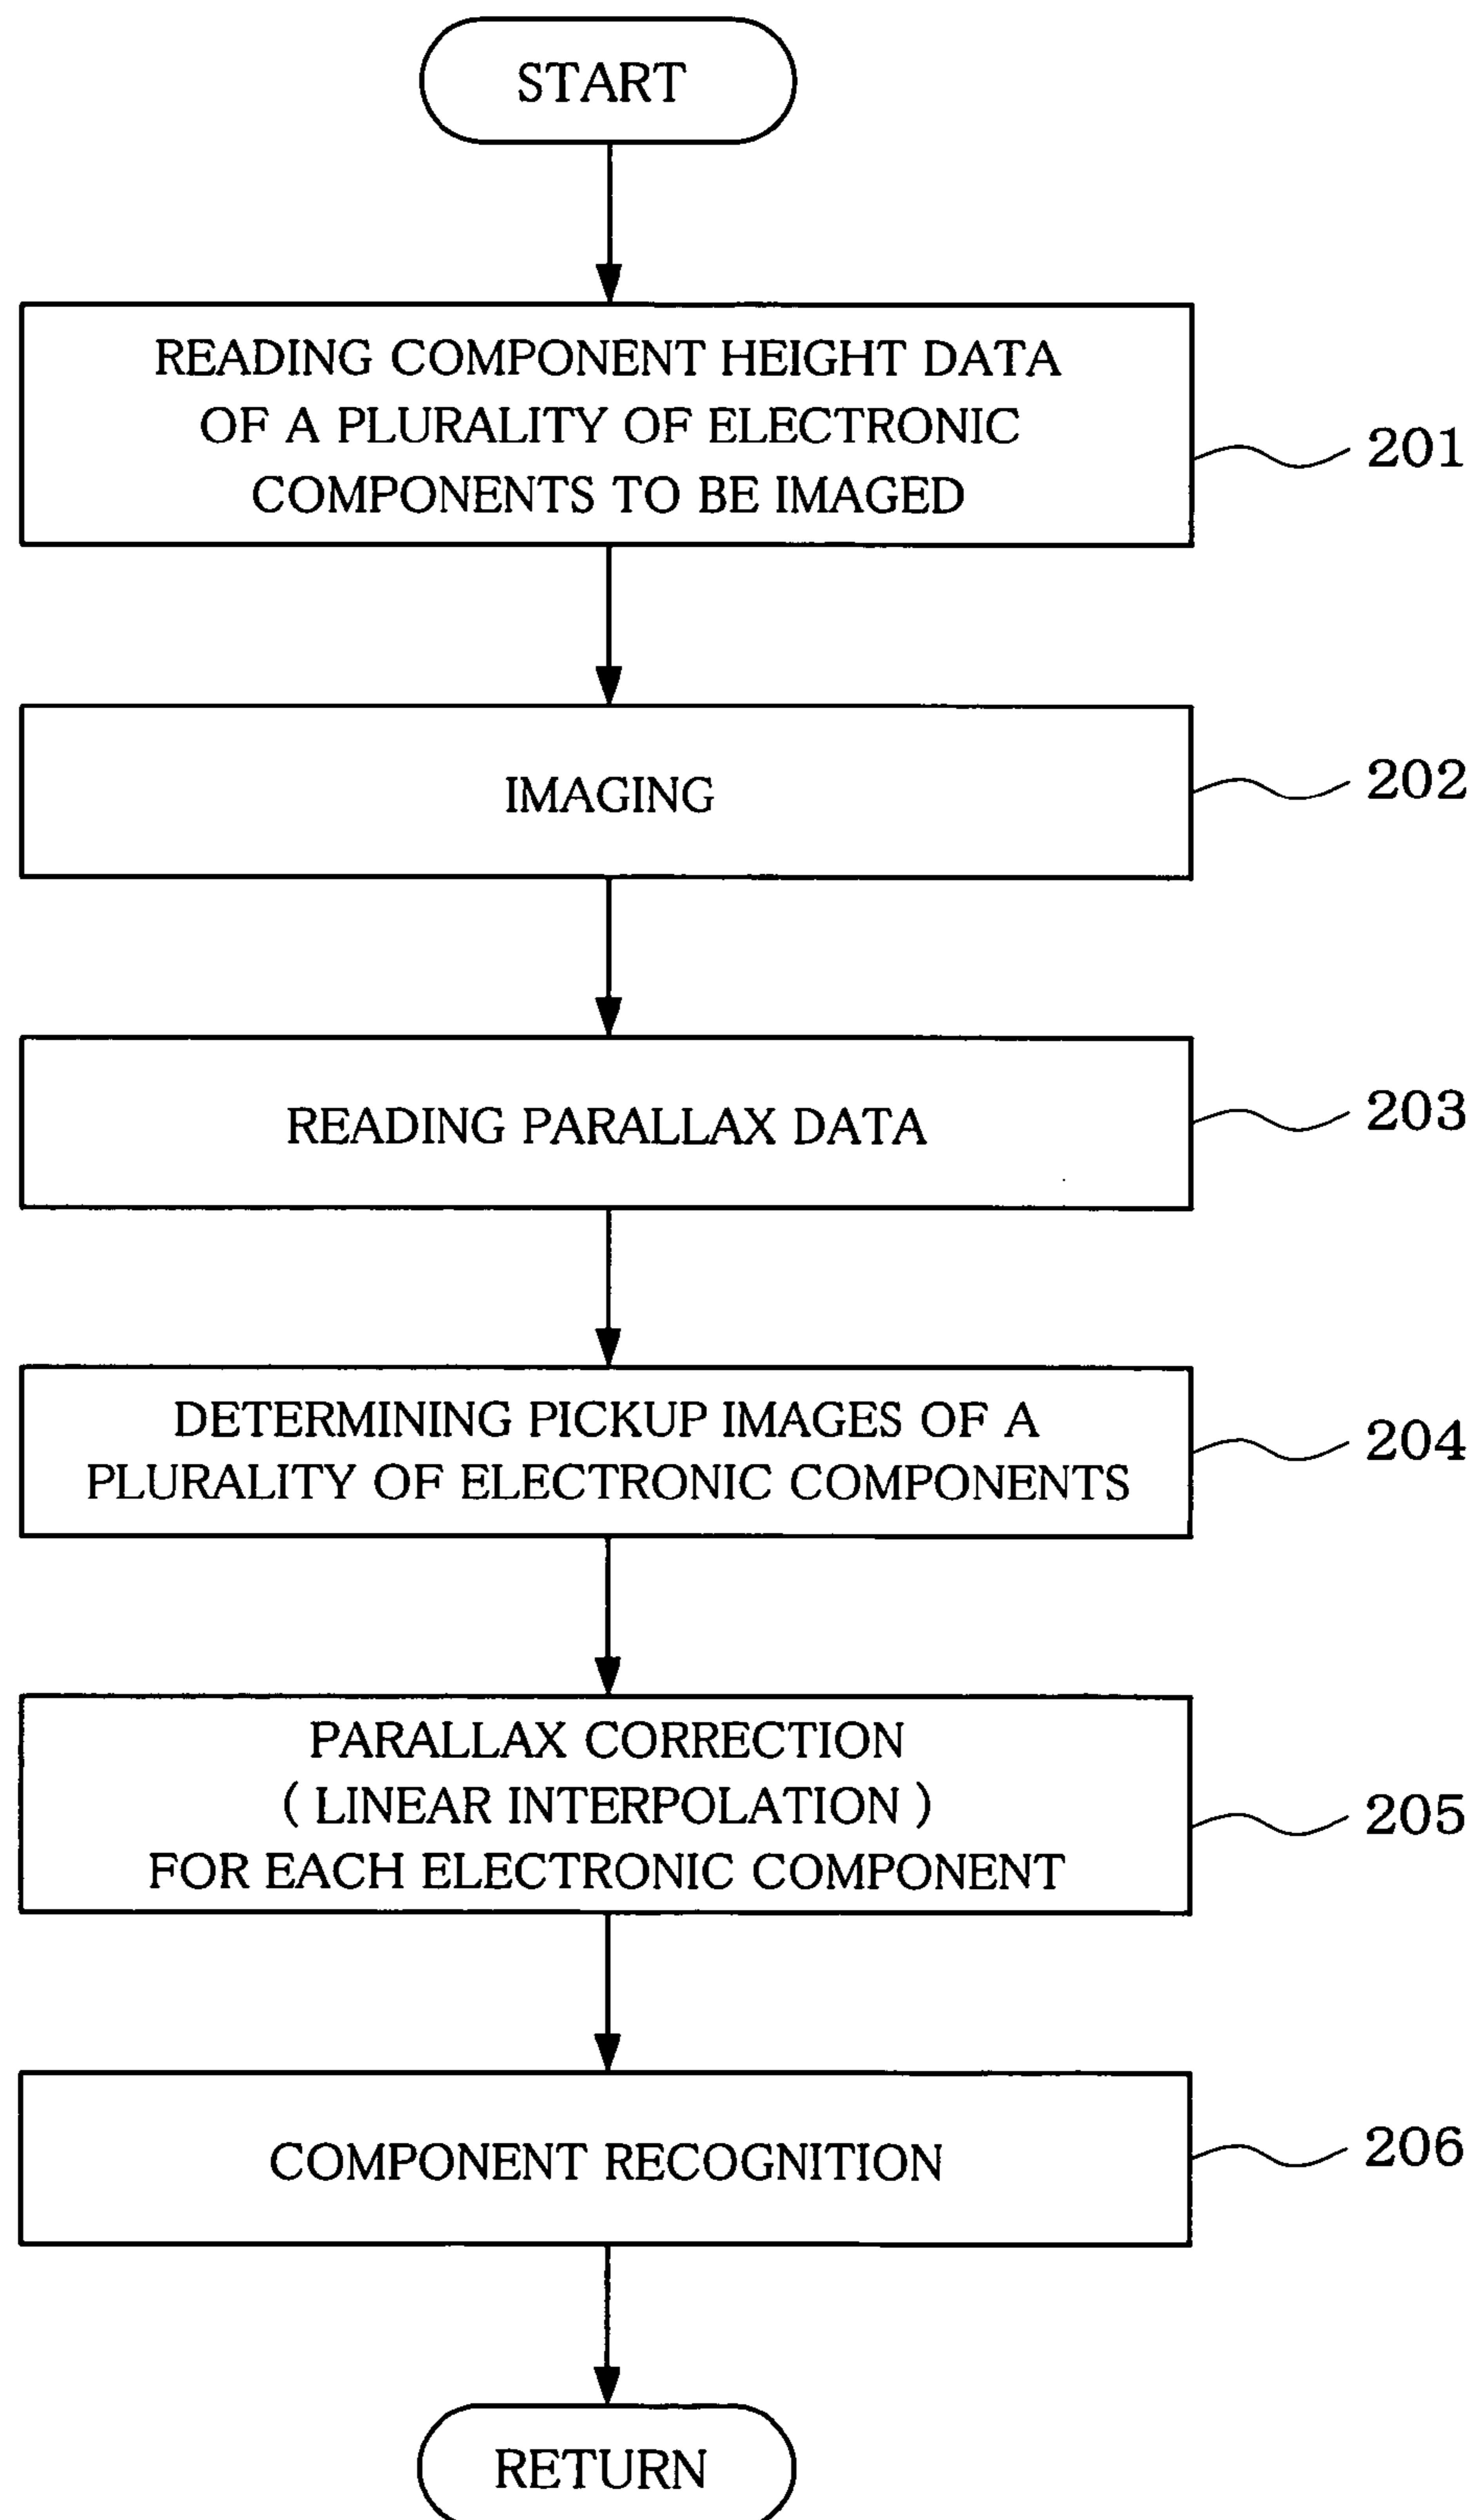 START
READING COMPONENT HEIGHT DATA
OF A PLURALITY OF ELECTRONIC
COMPONENTS TO BE IMAGED
201
IMAGING
202
READING PARALLAX DATA
203
DETERMINING PICKUP IMAGES OF A
PLURALITY OF ELECTRONIC COMPONENTS
204
PARALLAX CORRECTION
( LINEAR INTERPOLATION )
FOR EACH ELECTRONIC COMPONENT
205
COMPONENT RECOGNITION
206
RETURN